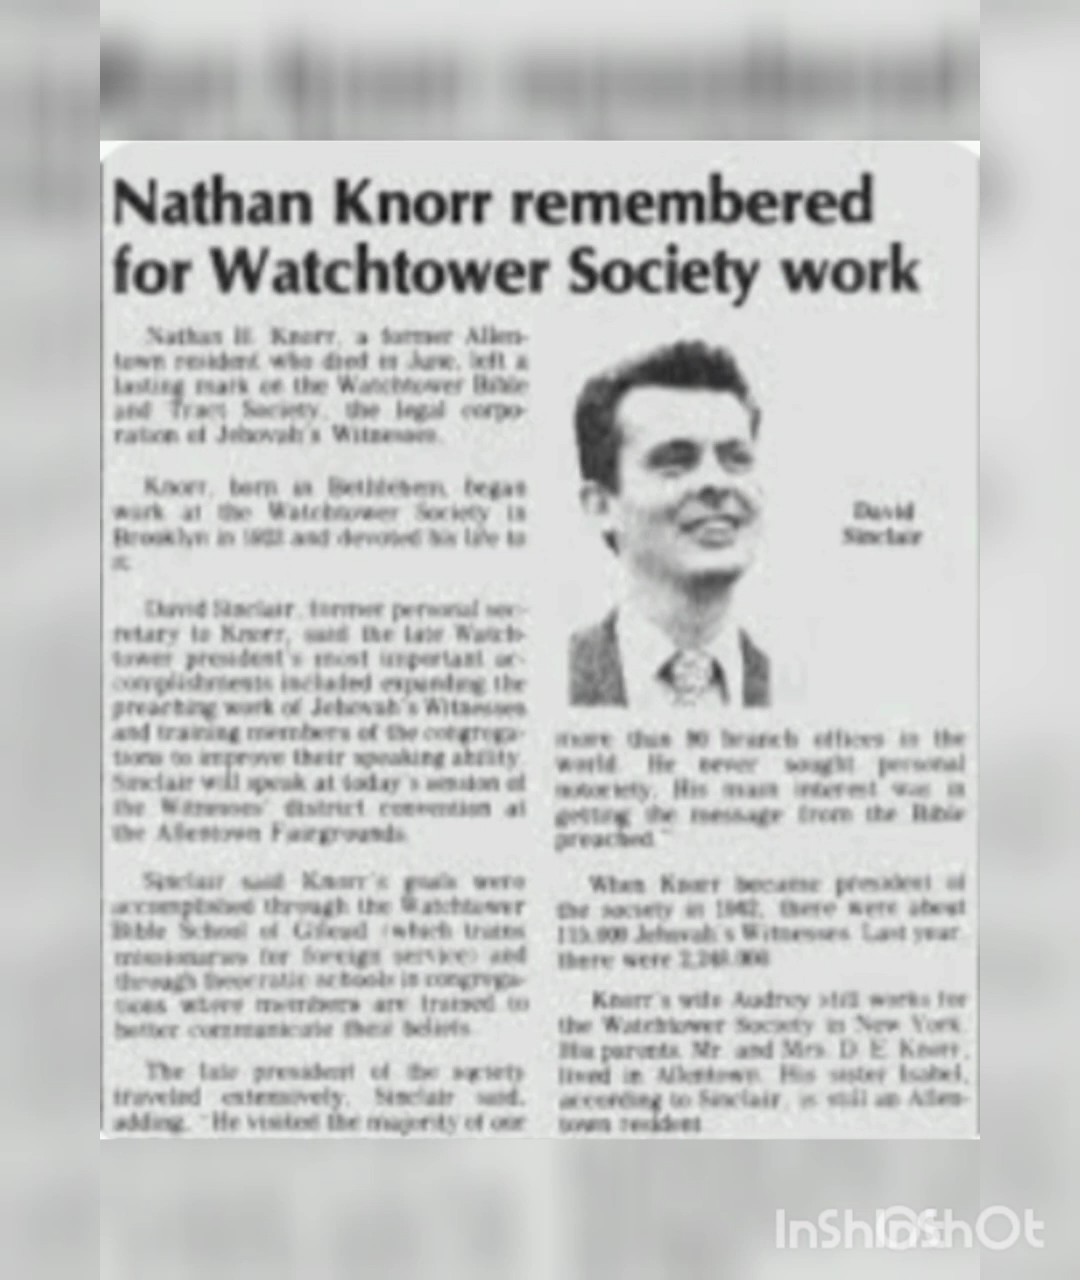 Nathan Knorr remembered
for Watchtower Society work
Nathan H. Knorr, a former Allen-
town resident who died in June, left a
lasting mark on the Watchtower Bible
and Tract Society, the legal corpo-
ration of Jehovah's Witnesses.
Knorr, born in Bethlehem, began
work at the Watchtower Society in
Brooklyn in 1923 and devoted his life to
it.
David Sinclair, former personal sec-
retary to Knorr, said the late Watch-
tower president's most important ac-
complishments included expanding the
preaching work of Jehovah's Witnesses
and training members of the congrega-
tions to improve their speaking ability.
Sinclair will speak at today's session of
the Witnesses' district convention at
the Allentown Fairgrounds.
Sinclair said Knorr's goals were
accomplished through the Watchtower
Bible School of Gilead (which trains
missionaries for foreign service) and
through theocratic schools in congrega-
tions where members are trained to
better communicate their beliefs.
The late president of the society
traveled extensively, Sinclair said,
adding, "He visited the majority of our
David
Sinclair
more than 90 branch offices in the
world. He never sought personal
notoriety. His main interest was in
getting the message from the Bible
preached."
When Knorr became president of
the society in 1942, there were about
115,000 Jehovah's Witnesses. Last year,
there were
Knorr's wife Audrey still works for
the Watchtower Society in New York.
His parents, Mr. and Mrs. D. E. Knorr,
lived in Allentown. His sister Isabel,
according to Sinclair, is still an Allen-
town resident.
InShOt
InShOt